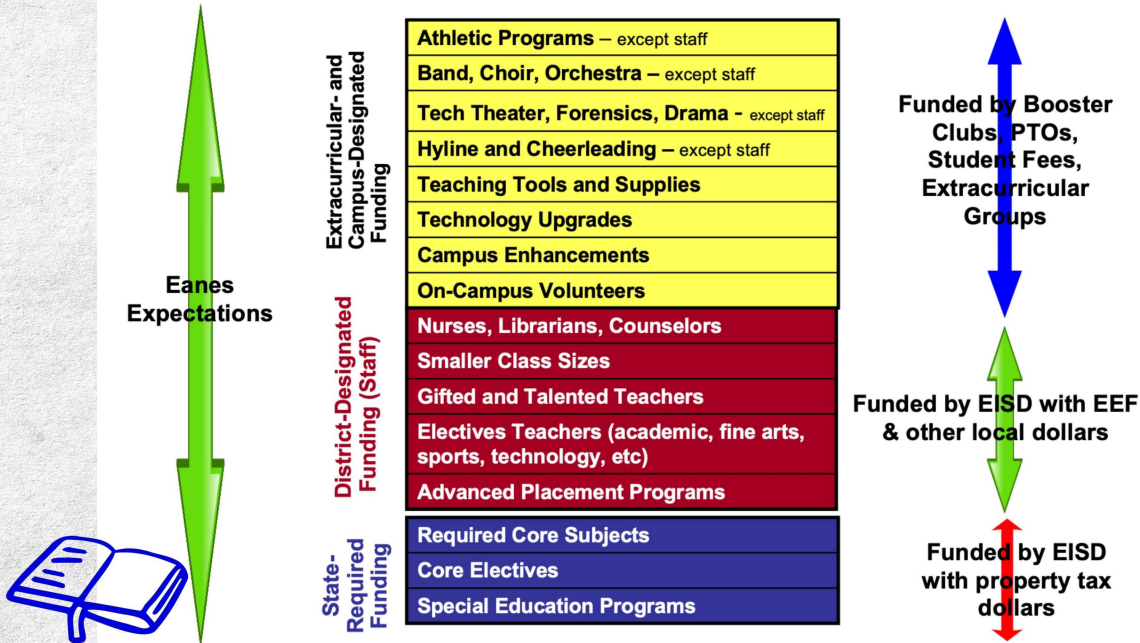 Eanes
Expectations
Extracurricular- and
Campus-Designated
Funding
Athletic Programs – except staff
Band, Choir, Orchestra – except staff
Tech Theater, Forensics, Drama - except staff
Hyline and Cheerleading – except staff
Teaching Tools and Supplies
Technology Upgrades
Campus Enhancements
On-Campus Volunteers
Funded by Booster
Clubs, PTOs,
Student Fees,
Extracurricular
Groups
District-Designated
Funding (Staff)
Nurses, Librarians, Counselors
Smaller Class Sizes
Gifted and Talented Teachers
Electives Teachers (academic, fine arts,
sports, technology, etc)
Advanced Placement Programs
Funded by EISD with EEF
& other local dollars
State-
Required
Funding
Required Core Subjects
Core Electives
Special Education Programs
Funded by EISD
with property tax
dollars